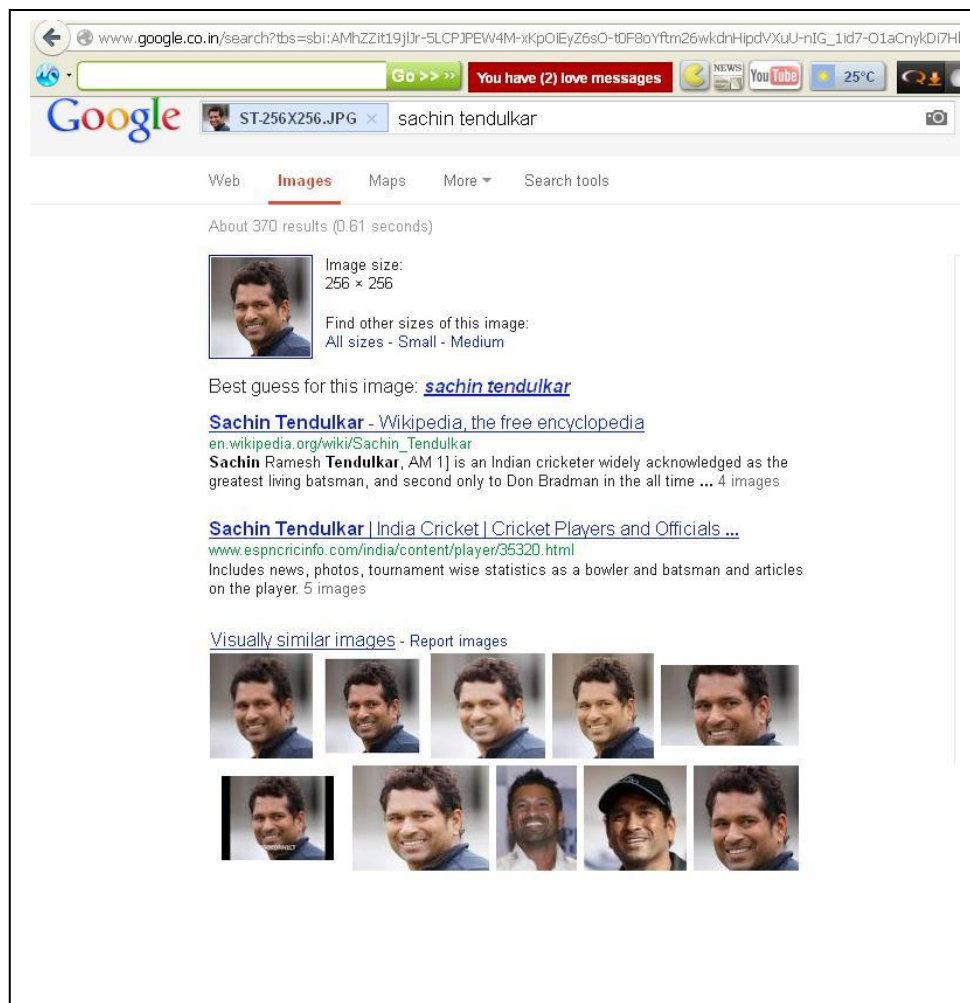 www.google.co.in/search?tbs=sbi:AMhZZit19jlJr-5LCPJPEW4M-xKpOiEyZ6sO-t0F8oYftm26wkdnHipdVXuU-nIG_1id7-O1aCnykDi7Hl
Go >> »
You have (2) love messages
NEWS
YouTube
25°C
Google
ST-256X256.JPG × sachin tendulkar
Web Images Maps More Search tools
About 370 results (0.61 seconds)
Image size:
256 × 256
Find other sizes of this image:
All sizes - Small - Medium
Best guess for this image: sachin tendulkar
Sachin Tendulkar - Wikipedia, the free encyclopedia
en.wikipedia.org/wiki/Sachin_Tendulkar
Sachin Ramesh Tendulkar, AM 1] is an Indian cricketer widely acknowledged as the
greatest living batsman, and second only to Don Bradman in the all time ... 4 images
Sachin Tendulkar | India Cricket | Cricket Players and Officials ...
www.espncricinfo.com/india/content/player/35320.html
Includes news, photos, tournament wise statistics as a bowler and batsman and articles
on the player. 5 images
Visually similar images - Report images